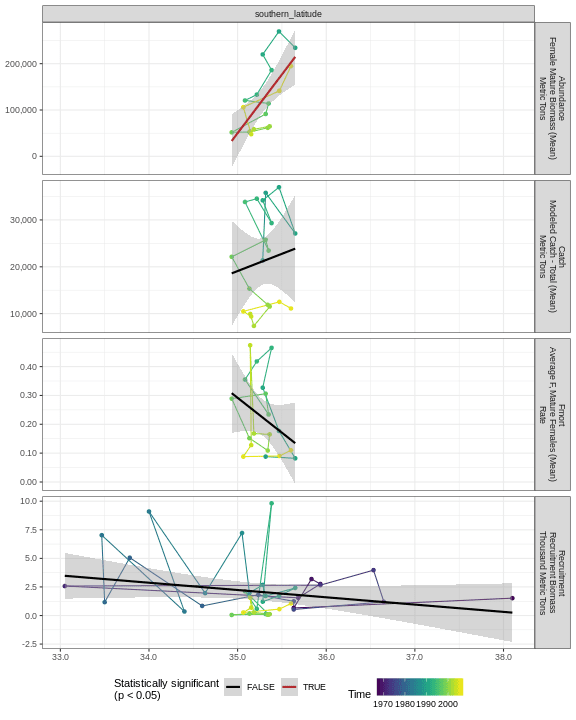 southern_latitude
200,000
100,000
0
Abundance
Female Mature Biomass (Mean)
Metric Tons
30,000
20,000
10,000
Catch
Modeled Catch - Total (Mean)
Metric Tons
0.40
0.30
0.20
0.10
0.00
Fmort
Average F, Mature Females (Mean)
Rate
10.0
7.5
5.0
2.5
0.0
-2.5
Recruitment
Recruitment Biomass
Thousand Metric Tons
33.0 34.0 35.0 36.0 37.0 38.0
Statistically significant
(p < 0.05)
FALSE TRUE
Time
1970 1980 1990 2000